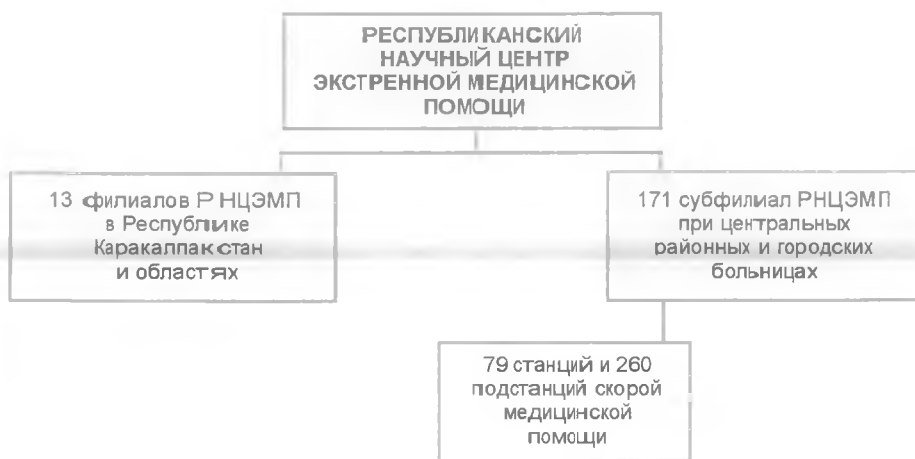 РЕСПУБЛИКАНСКИЙ
НАУЧНЫЙ ЦЕНТР
ЭКСТРЕННОЙ МЕДИЦИНСКОЙ
ПОМОЩИ
13 филиалов РНЦЭМП
в Республике
Каракалпакстан
и областях
171 субфилиал РНЦЭМП
при центральных
районных и городских
больницах
79 станций и 260
подстанций скорой
медицинской
помощи